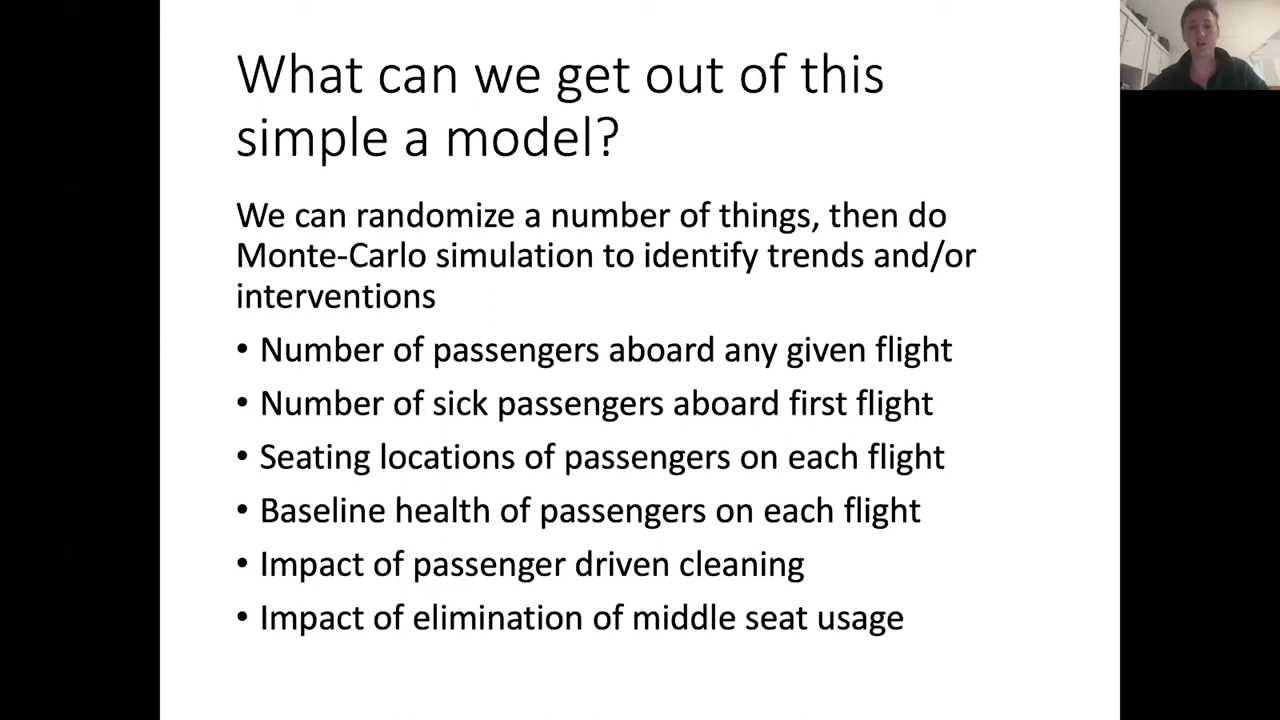 What can we get out of this
simple a model?
We can randomize a number of things, then do
Monte-Carlo simulation to identify trends and/or
interventions
• Number of passengers aboard any given flight
• Number of sick passengers aboard first flight
• Seating locations of passengers on each flight
• Baseline health of passengers on each flight
• Impact of passenger driven cleaning
• Impact of elimination of middle seat usage